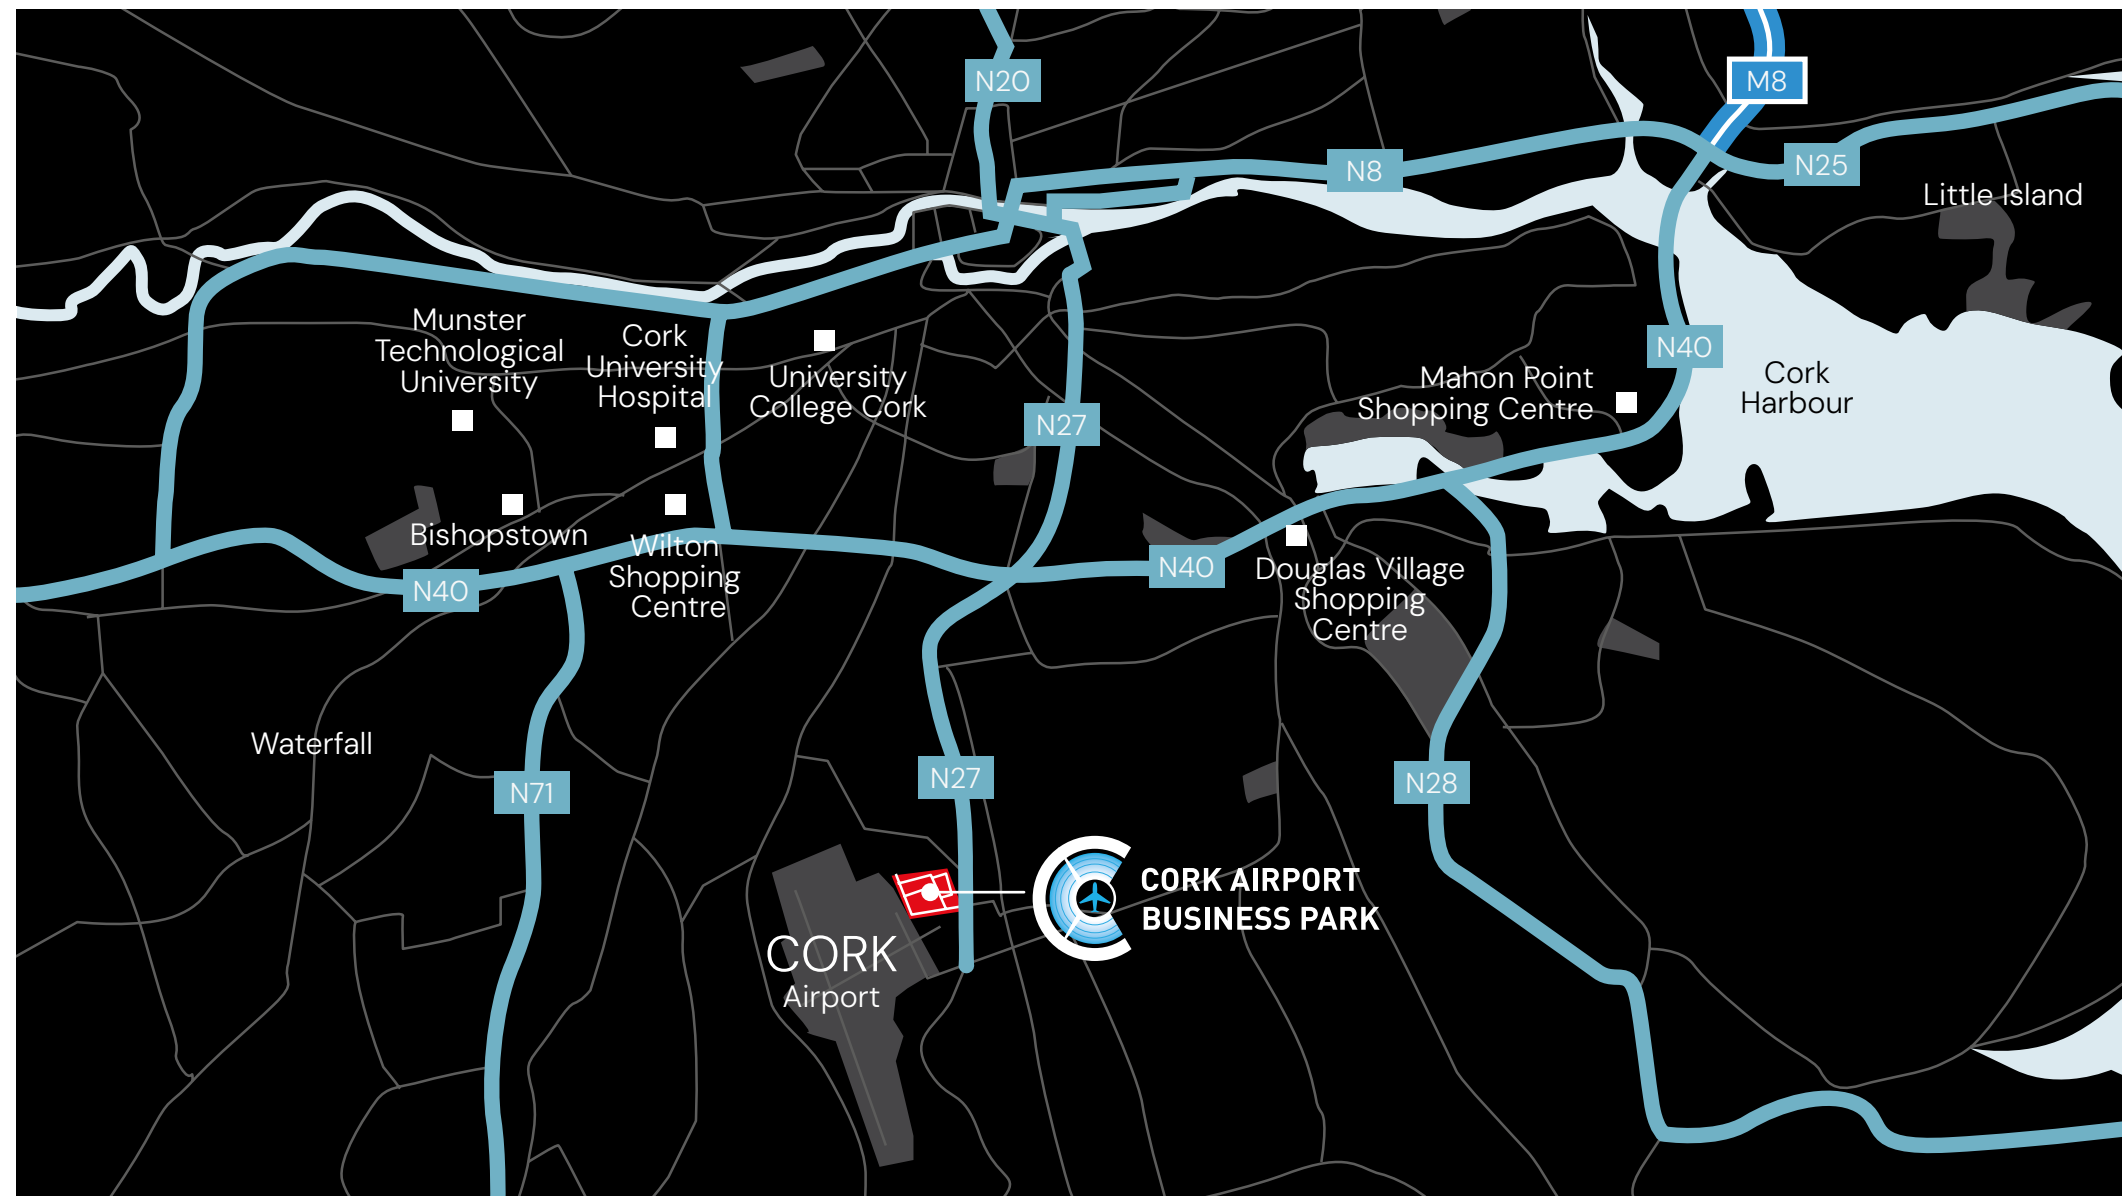 N20
M8
N8
N25
Little Island
Munster
Technological
University
Cork
University
Hospital
University
College Cork
N40
Cork
Harbour
Mahon Point
Shopping Centre
N27
Bishopstown
Wilton
Shopping
Centre
N40
N40
Douglas Village
Shopping
Centre
Waterfall
N71
N27
N28
CORK AIRPORT
BUSINESS PARK
CORK
Airport